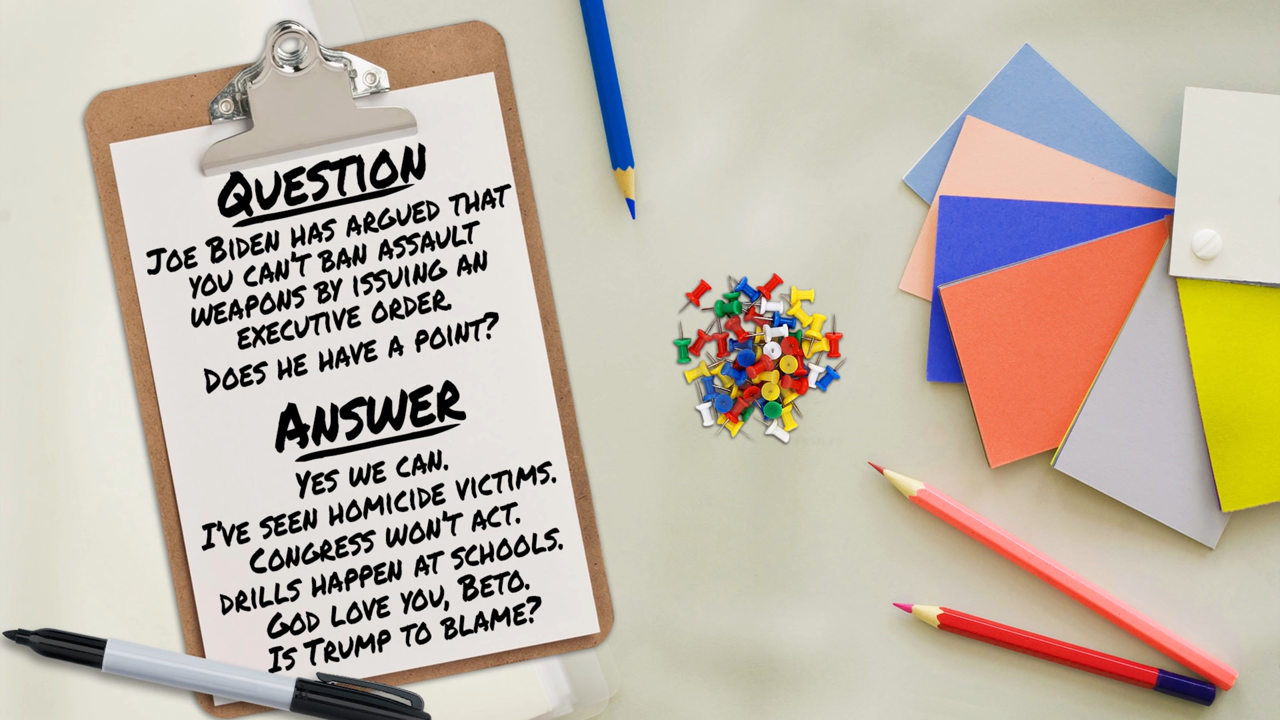 Question
Joe Biden has argued that
you can't ban assault
weapons by issuing an
executive order.
Does he have a point?
Answer
Yes we can.
I've seen homicide victims.
Congress won't act.
Drills happen at schools.
God love you, Beto.
Is Trump to blame?